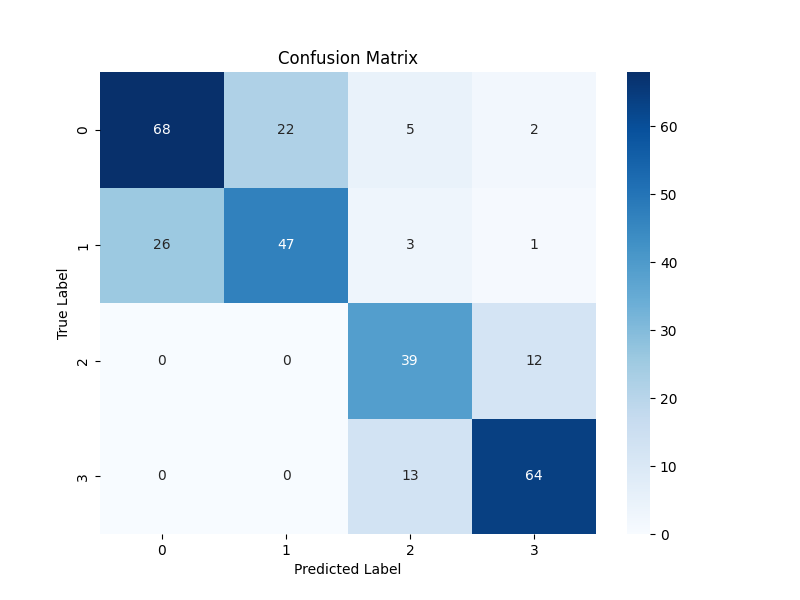 Confusion Matrix
0 68 22 5 2
1 26 47 3 1
2 0 0 39 12
3 0 0 13 64
0 1 2 3
Predicted Label
True Label
60
50
40
30
20
10
0